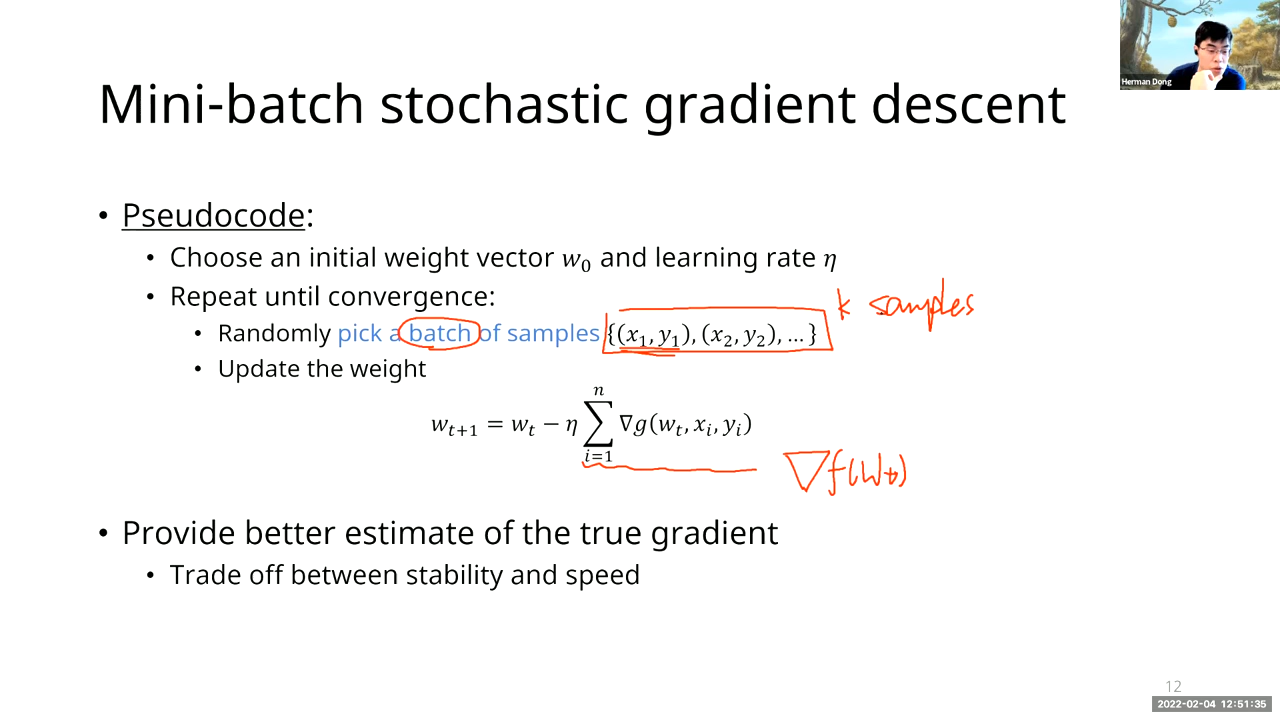 Herman Dong
Mini-batch stochastic gradient descent
• Pseudocode:
• Choose an initial weight vector w₀ and learning rate η
• Repeat until convergence:
k samples
• Randomly pick a batch of samples {(x₁, y₁), (x₂, y₂), … }
• Update the weight
wₜ₊₁ = wₜ − η ∑ᵢ₌₁ⁿ ∇g(wₜ, xᵢ, yᵢ)
∇f(wₜ)
• Provide better estimate of the true gradient
• Trade off between stability and speed
12
2022-02-04 12:51:35